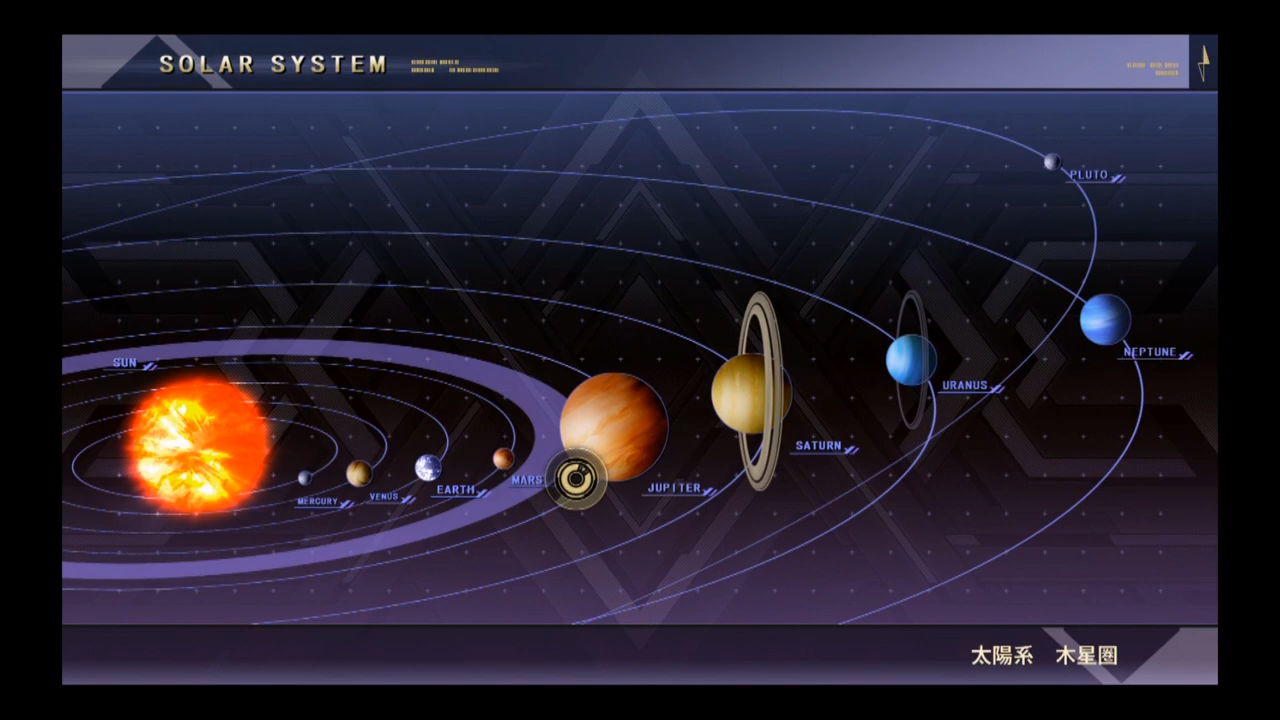 SOLAR SYSTEM
PLUTO
NEPTUNE
SUN
URANUS
SATURN
MERCURY
VENUS
EARTH
MARS
JUPITER
太陽系　木星圏